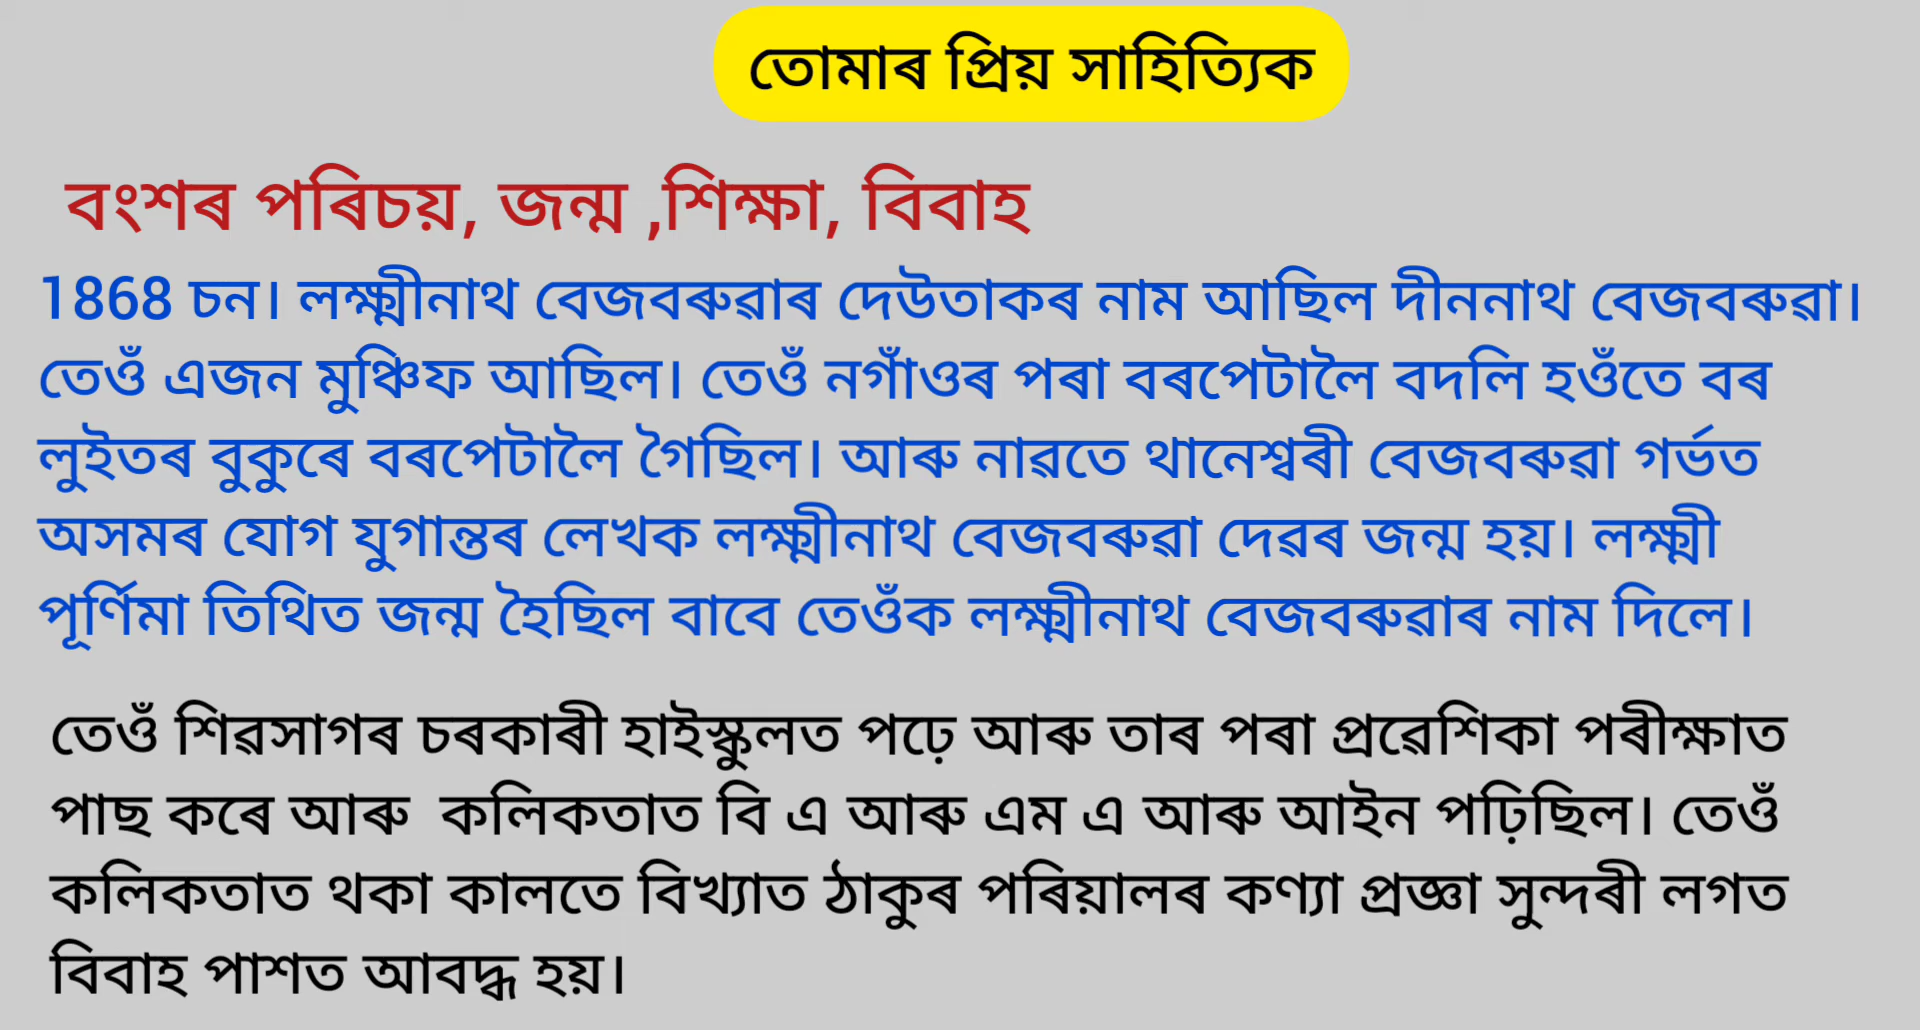 তোমাৰ প্ৰিয় সাহিত্যিক
বংশৰ পৰিচয়, জন্ম ,শিক্ষা, বিবাহ
1868 চন। লক্ষ্মীনাথ বেজবৰুৱাৰ দেউতাকৰ নাম আছিল দীননাথ বেজবৰুৱা।
তেওঁ এজন মুঞ্চিফ আছিল। তেওঁ নগাঁওৰ পৰা বৰপেটালৈ বদলি হওঁতে বৰ
লুইতৰ বুকুৰে বৰপেটালৈ গৈছিল। আৰু নাৱতে থানেশ্বৰী বেজবৰুৱা গৰ্ভত
অসমৰ যোগ যুগান্তৰ লেখক লক্ষ্মীনাথ বেজবৰুৱা দেৱৰ জন্ম হয়। লক্ষ্মী
পূৰ্ণিমা তিথিত জন্ম হৈছিল বাবে তেওঁক লক্ষ্মীনাথ বেজবৰুৱাৰ নাম দিলে।
তেওঁ শিৱসাগৰ চৰকাৰী হাইস্কুলত পঢ়ে আৰু তাৰ পৰা প্ৰৱেশিকা পৰীক্ষাত
পাছ কৰে আৰু কলিকতাত বি এ আৰু এম এ আৰু আইন পঢ়িছিল। তেওঁ
কলিকতাত থকা কালতে বিখ্যাত ঠাকুৰ পৰিয়ালৰ কণ্যা প্ৰজ্ঞা সুন্দৰী লগত
বিবাহ পাশত আবদ্ধ হয়।